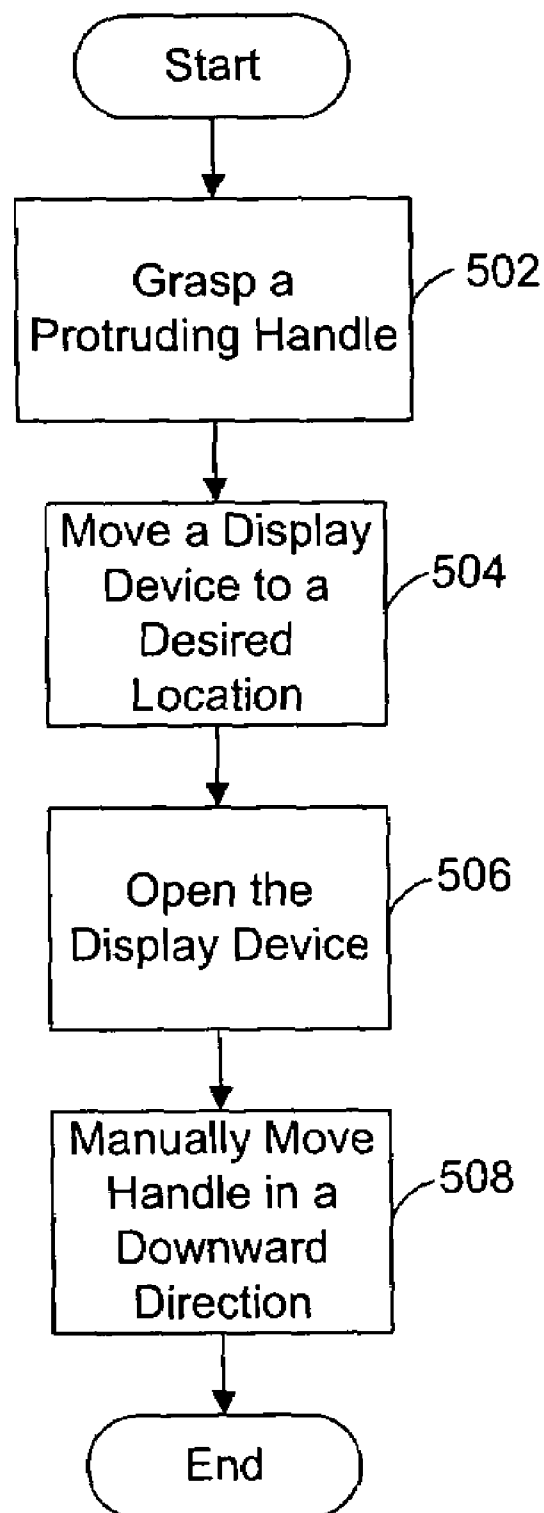 Start
Grasp a
Protruding Handle
502
Move a Display
Device to a
Desired
Location
504
Open the
Display Device
506
Manually Move
Handle in a
Downward
Direction
508
End